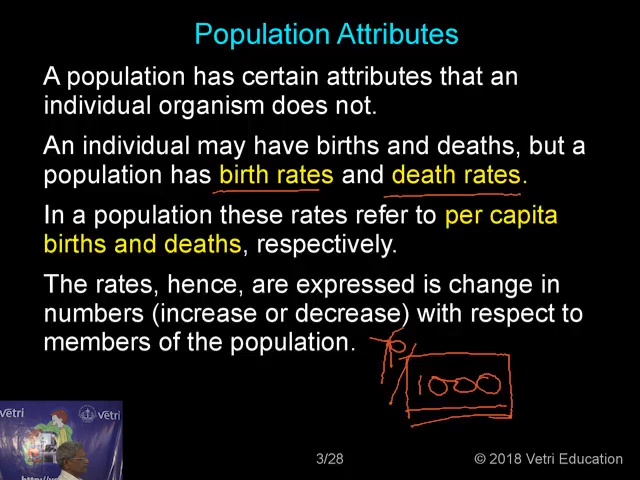 Population Attributes
A population has certain attributes that an
individual organism does not.
An individual may have births and deaths, but a
population has birth rates and death rates.
In a population these rates refer to per capita
births and deaths, respectively.
The rates, hence, are expressed is change in
numbers (increase or decrease) with respect to
members of the population.
1000
Vētri
Vētri
3/28
© 2018 Vetri Education